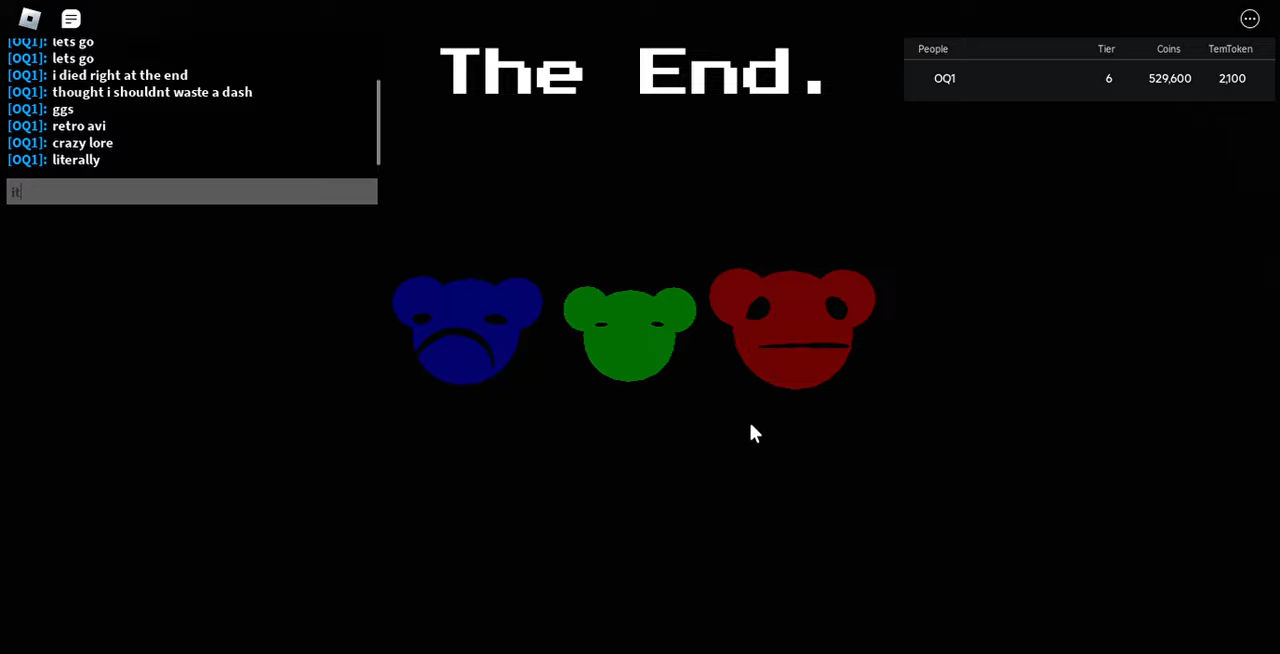 [OQ1]: lets go
[OQ1]: lets go
[OQ1]: i died right at the end
[OQ1]: thought i shouldnt waste a dash
[OQ1]: ggs
[OQ1]: retro avi
[OQ1]: crazy lore
[OQ1]: literally
it
The End.
People Tier Coins TemToken
OQ1 6 529,600 2,100